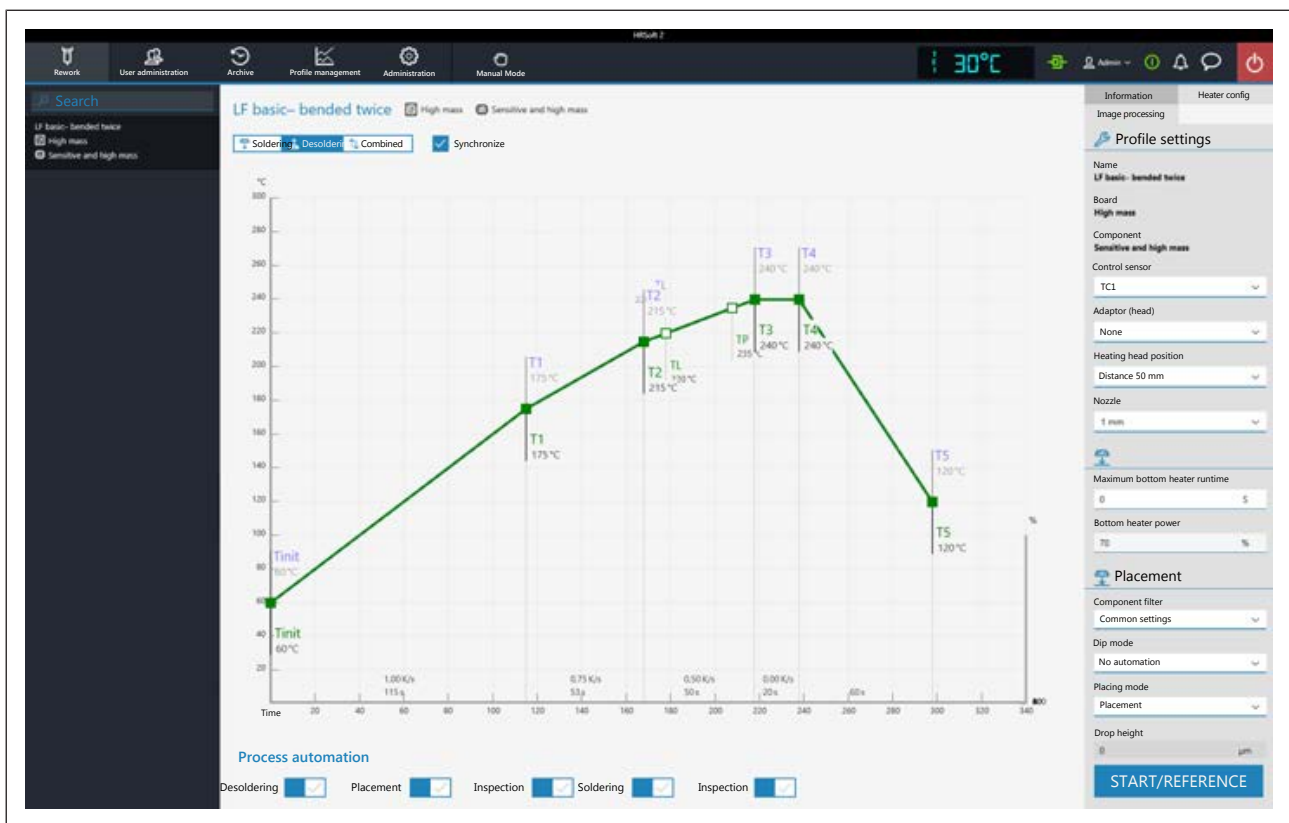 HRSoft 2
Rework User administration Archive Profile management Administration Manual Mode 30°C Admin
Search
LF basic- bended twice
High mass
Sensitive and high mass
LF basic– bended twice High mass Sensitive and high mass
Soldering Desolderi Combined Synchronize
°C
300
280
260
240
220
200
180
160
140
120
100
80
60
40
20
Tinit
60°C
Tinit
60°C
T1
175°C
T1
175°C
TL
T2
215°C
T2
215°C
TL
TP
235°C
T3
240°C
T3
240°C
T4
240°C
T4
240°C
T5
120°C
T5
120°C
%
1.00 K/s 0.75 K/s 0.50 K/s 0.00 K/s
115s 53s 50s 20s 60s
Time 20 40 60 80 100 120 140 160 180 200 220 240 260 280 300 320 340
Process automation
Desoldering Placement Inspection Soldering Inspection
Information Heater config
Image processing
Profile settings
Name
LF basic- bended twice
Board
High mass
Component
Sensitive and high mass
Control sensor
TC1
Adaptor (head)
None
Heating head position
Distance 50 mm
Nozzle
1 mm
Maximum bottom heater runtime
0 S
Bottom heater power
70 %
Placement
Component filter
Common settings
Dip mode
No automation
Placing mode
Placement
Drop height
0 µm
START/REFERENCE